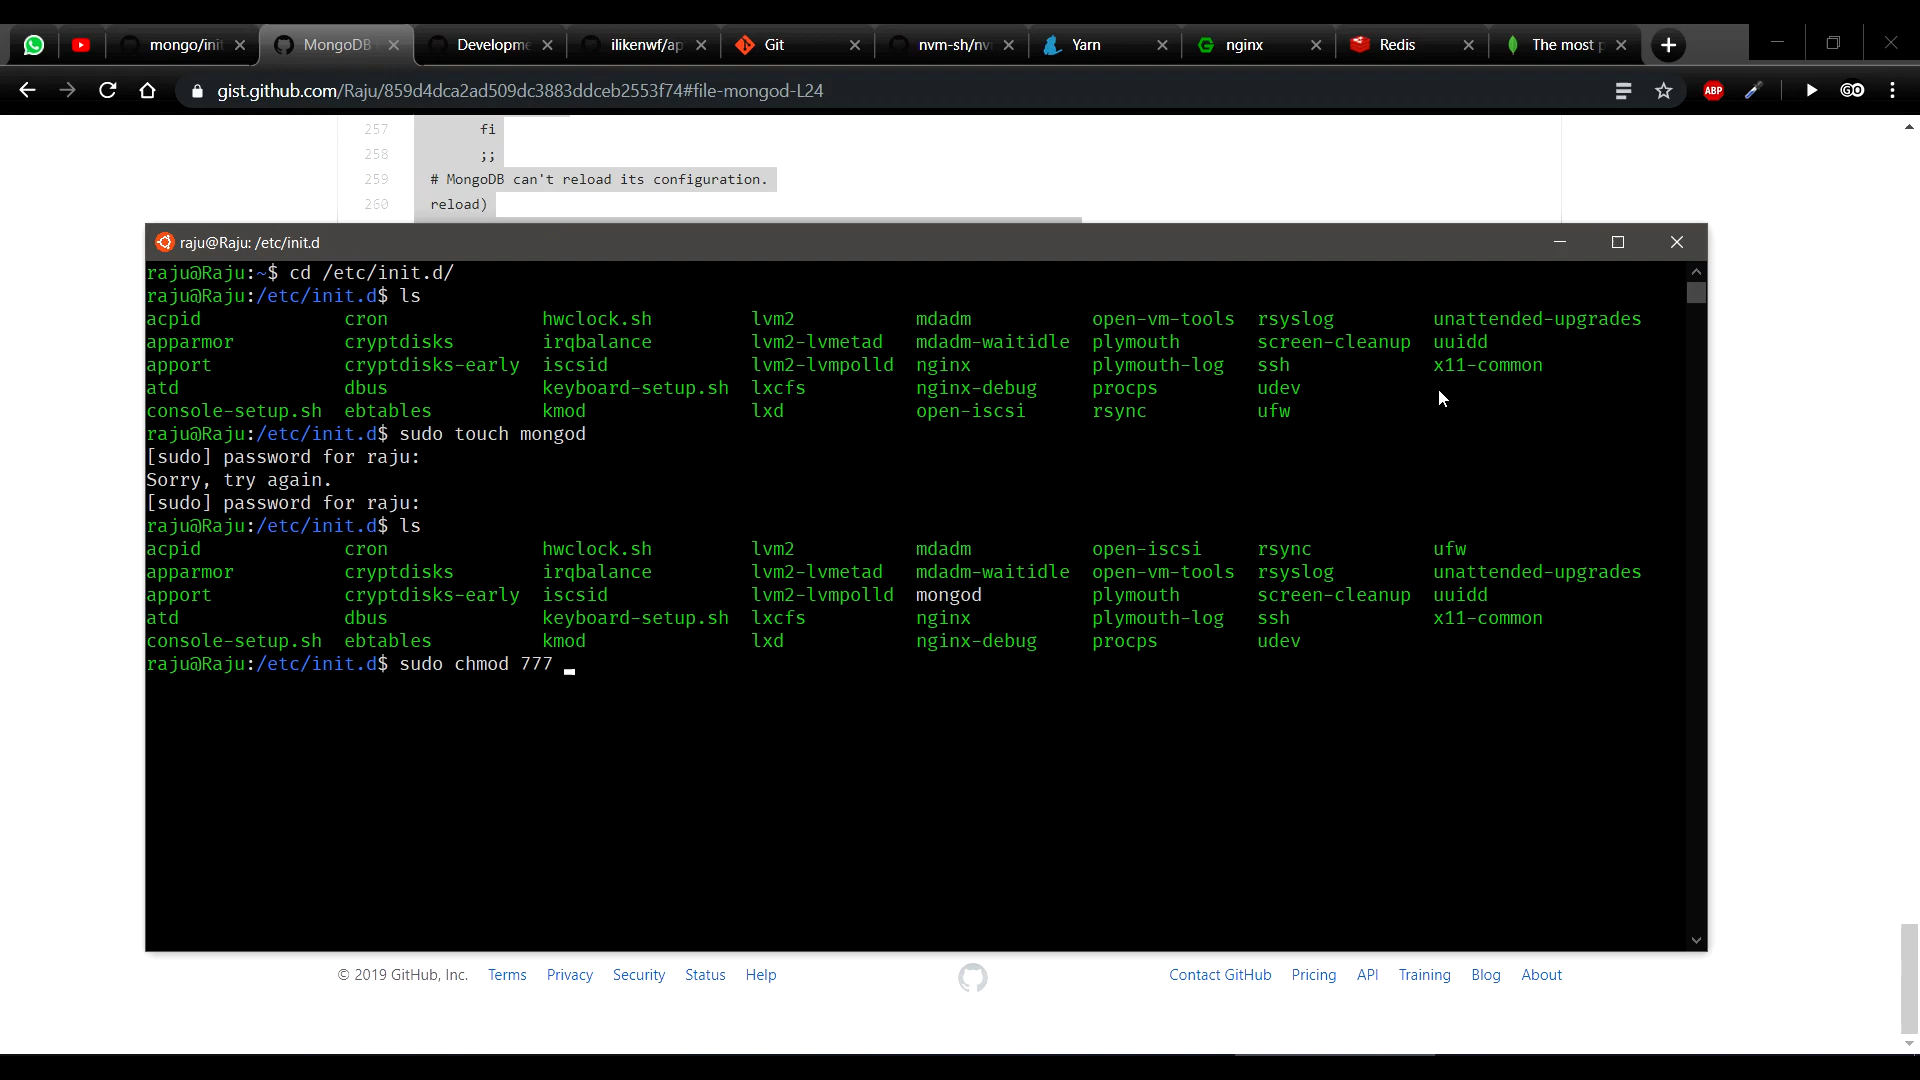 mongo/ini
MongoDB
Developme
ilikenwf/ap
Git
nvm-sh/nv
Yarn
nginx
Redis
The most p
gist.github.com/Raju/859d4dca2ad509dc3883ddceb2553f74#file-mongod-L24
ABP
GO
257 fi
258 ;;
259 # MongoDB can't reload its configuration.
260 reload)
raju@Raju: /etc/init.d
raju@Raju:~$ cd /etc/init.d/
raju@Raju:/etc/init.d$ ls
acpid cron hwclock.sh lvm2 mdadm open-vm-tools rsyslog unattended-upgrades
apparmor cryptdisks irqbalance lvm2-lvmetad mdadm-waitidle plymouth screen-cleanup uuidd
apport cryptdisks-early iscsid lvm2-lvmpolld nginx plymouth-log ssh x11-common
atd dbus keyboard-setup.sh lxcfs nginx-debug procps udev
console-setup.sh ebtables kmod lxd open-iscsi rsync ufw
raju@Raju:/etc/init.d$ sudo touch mongod
[sudo] password for raju:
Sorry, try again.
[sudo] password for raju:
raju@Raju:/etc/init.d$ ls
acpid cron hwclock.sh lvm2 mdadm open-iscsi rsync ufw
apparmor cryptdisks irqbalance lvm2-lvmetad mdadm-waitidle open-vm-tools rsyslog unattended-upgrades
apport cryptdisks-early iscsid lvm2-lvmpolld mongod plymouth screen-cleanup uuidd
atd dbus keyboard-setup.sh lxcfs nginx plymouth-log ssh x11-common
console-setup.sh ebtables kmod lxd nginx-debug procps udev
raju@Raju:/etc/init.d$ sudo chmod 777
© 2019 GitHub, Inc. Terms Privacy Security Status Help Contact GitHub Pricing API Training Blog About